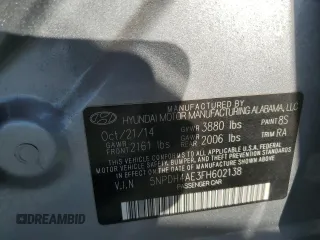 MANUFACTURED BY
HYUNDAI MOTOR MANUFACTURING ALABAMA, LLC
Oct/21/14 GVWR 3880 lbs PAINT 8S
GAWR FRONT 2161 lbs GAWR REAR 2006 lbs TRIM RA
THIS VEHICLE CONFORMS TO ALL APPLICABLE U.S. FEDERAL
MOTOR VEHICLE SAFETY, BUMPER, AND THEFT PREVENTION
STANDARDS IN EFFECT ON THE DATE OF
MANUFACTURE SHOWN ABOVE.
V.I.N 5NPDH4AE3FH602138
PASSENGER CAR
DREAMBID